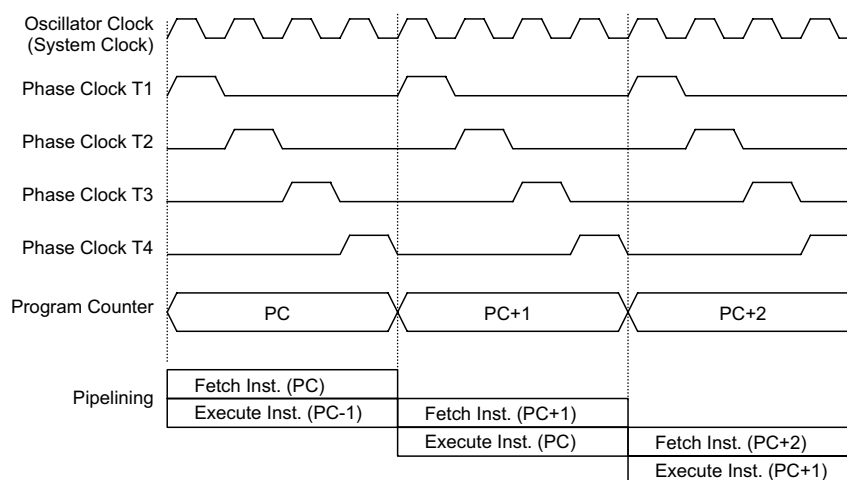 Oscillator Clock
(System Clock)
Phase Clock T1
Phase Clock T2
Phase Clock T3
Phase Clock T4
Program Counter
PC
PC+1
PC+2
Pipelining
Fetch Inst. (PC)
Execute Inst. (PC-1)
Fetch Inst. (PC+1)
Execute Inst. (PC)
Fetch Inst. (PC+2)
Execute Inst. (PC+1)